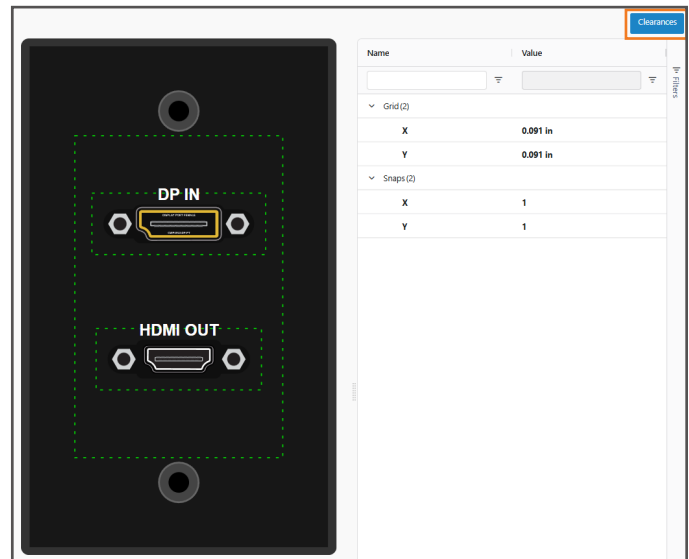 Clearances
Name Value
Filters
Grid (2)
X 0.091 in
Y 0.091 in
Snaps (2)
X 1
Y 1
DP IN
HDMI OUT